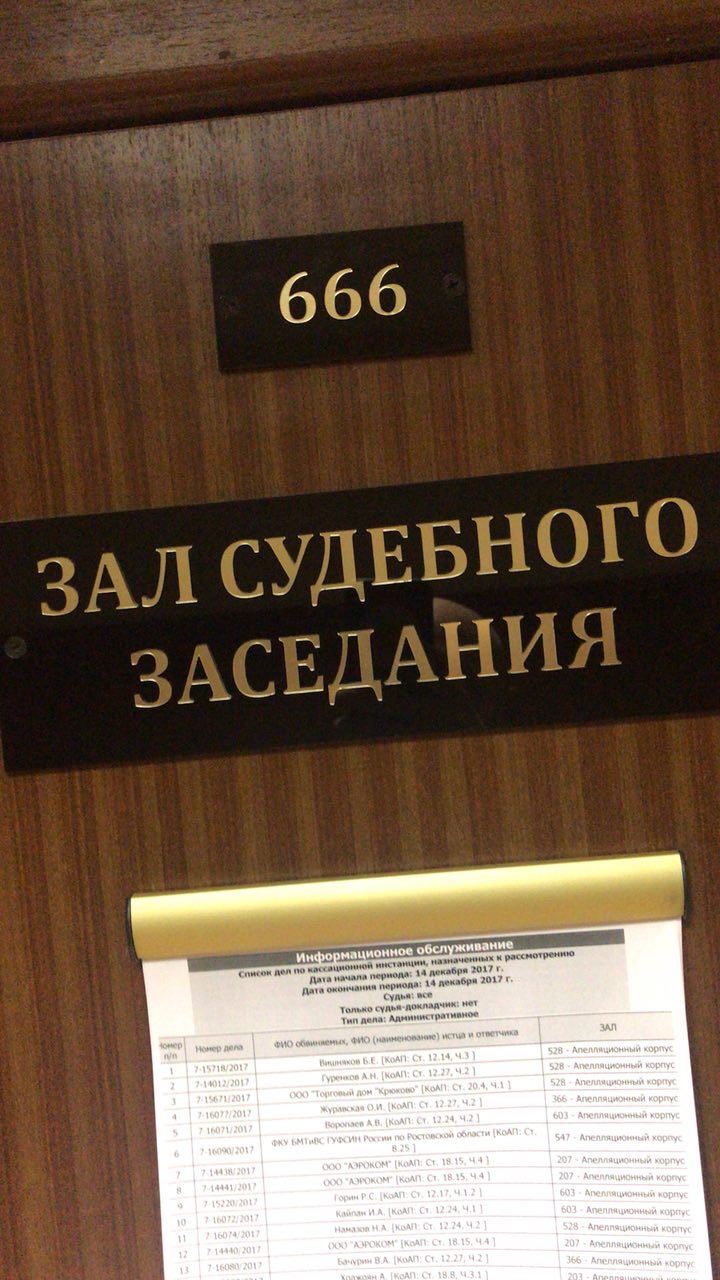 666
ЗАЛ СУДЕБНОГО
ЗАСЕДАНИЯ
Информационное обслуживание
Список дел по кассационной инстанции, назначенных к рассмотрению
Дата начала периода: 14 декабря 2017 г.
Дата окончания периода: 14 декабря 2017 г.
Судья: все
Только судья-докладчик: нет
Тип дела: Административное
Номер п/п Номер дела ФИО обвиняемых, ФИО (наименование) истца и ответчика ЗАЛ
1 7-15718/2017 Вишняков Б.Е. [КоАП: Ст. 12.14, Ч.3 ] 528 - Апелляционный корпус
2 7-14012/2017 Гуренков А.Н. [КоАП: Ст. 12.27, Ч.2 ] 528 - Апелляционный корпус
3 7-15671/2017 ООО "Торговый дом "Крюково" [КоАП: Ст. 20.4, Ч.1 ] 528 - Апелляционный корпус
4 7-16077/2017 Журавская О.И. [КоАП: Ст. 12.27, Ч.2 ] 366 - Апелляционный корпус
5 7-16071/2017 Воропаев А.В. [КоАП: Ст. 12.24, Ч.2 ] 603 - Апелляционный корпус
6 7-16090/2017 ФКУ БМТиВС ГУФСИН России по Ростовской области [КоАП: Ст. 8.25 ] 547 - Апелляционный корпус
7 7-14438/2017 ООО "АЭРОКОМ" [КоАП: Ст. 18.15, Ч.4 ] 207 - Апелляционный корпус
8 7-14441/2017 ООО "АЭРОКОМ" [КоАП: Ст. 18.15, Ч.4 ] 207 - Апелляционный корпус
9 7-15220/2017 Горин Р.С. [КоАП: Ст. 12.17, Ч.1.2 ] 603 - Апелляционный корпус
10 7-16072/2017 Кайпан И.А. [КоАП: Ст. 12.24, Ч.1 ] 603 - Апелляционный корпус
11 7-16074/2017 Намазов Н.А. [КоАП: Ст. 12.24, Ч.2 ] 528 - Апелляционный корпус
12 7-14440/2017 ООО "АЭРОКОМ" [КоАП: Ст. 18.15, Ч.4 ] 207 - Апелляционный корпус
13 7-16080/2017 Бачурин В.А. [КоАП: Ст. 12.27, Ч.2 ] 366 - Апелляционный корпус
Ходжоян А. [КоАП: Ст. 18.8, Ч.3.1 ] 203 - Апелляционный корпус